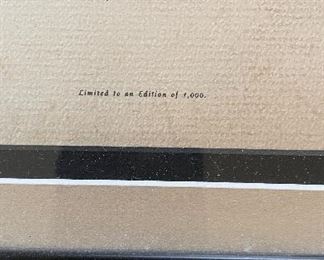 Limited to an Edition of 1,000.